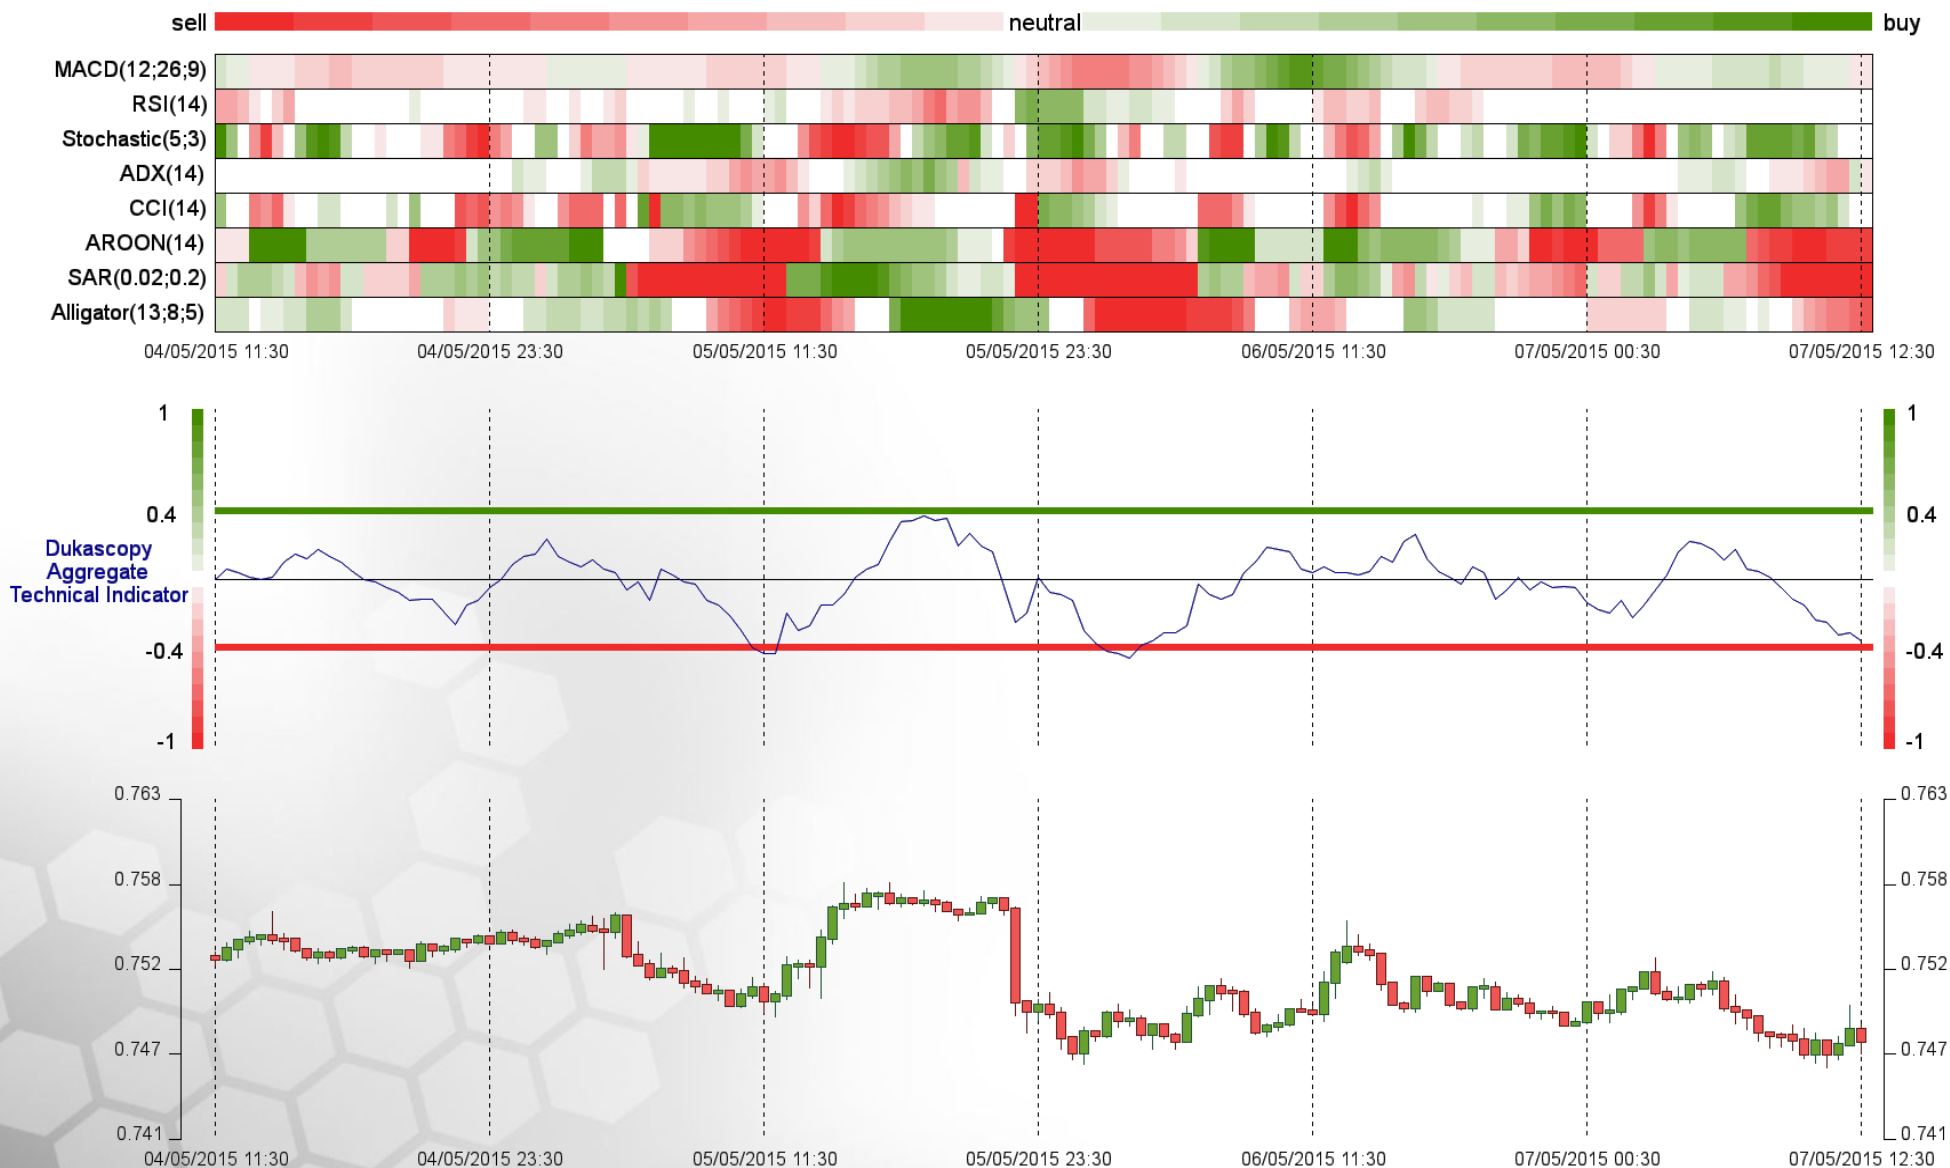 sell neutral buy
MACD(12;26;9)
RSI(14)
Stochastic(5;3)
ADX(14)
CCI(14)
AROON(14)
SAR(0.02;0.2)
Alligator(13;8;5)
04/05/2015 11:30 04/05/2015 23:30 05/05/2015 11:30 05/05/2015 23:30 06/05/2015 11:30 07/05/2015 00:30 07/05/2015 12:30
1 1
0.4 0.4
Dukascopy
Aggregate
Technical Indicator
-0.4 -0.4
-1 -1
0.763 0.763
0.758 0.758
0.752 0.752
0.747 0.747
0.741 0.741
04/05/2015 11:30 04/05/2015 23:30 05/05/2015 11:30 05/05/2015 23:30 06/05/2015 11:30 07/05/2015 00:30 07/05/2015 12:30